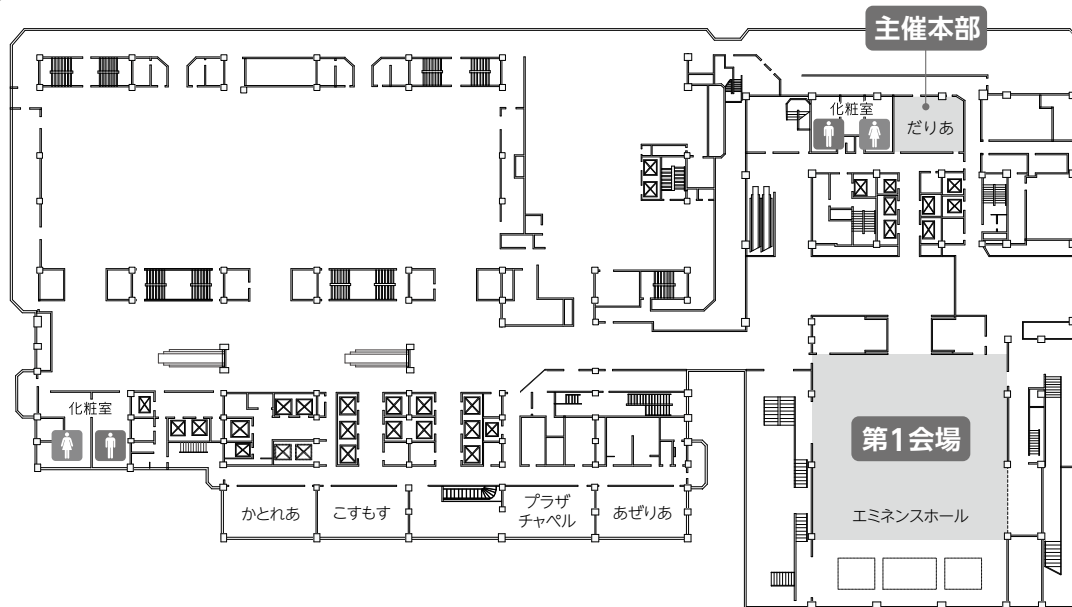 主催本部
化粧室
だりあ
化粧室
第1会場
かとれあ
こすもす
プラザ
チャペル
あぜりあ
エミネンスホール